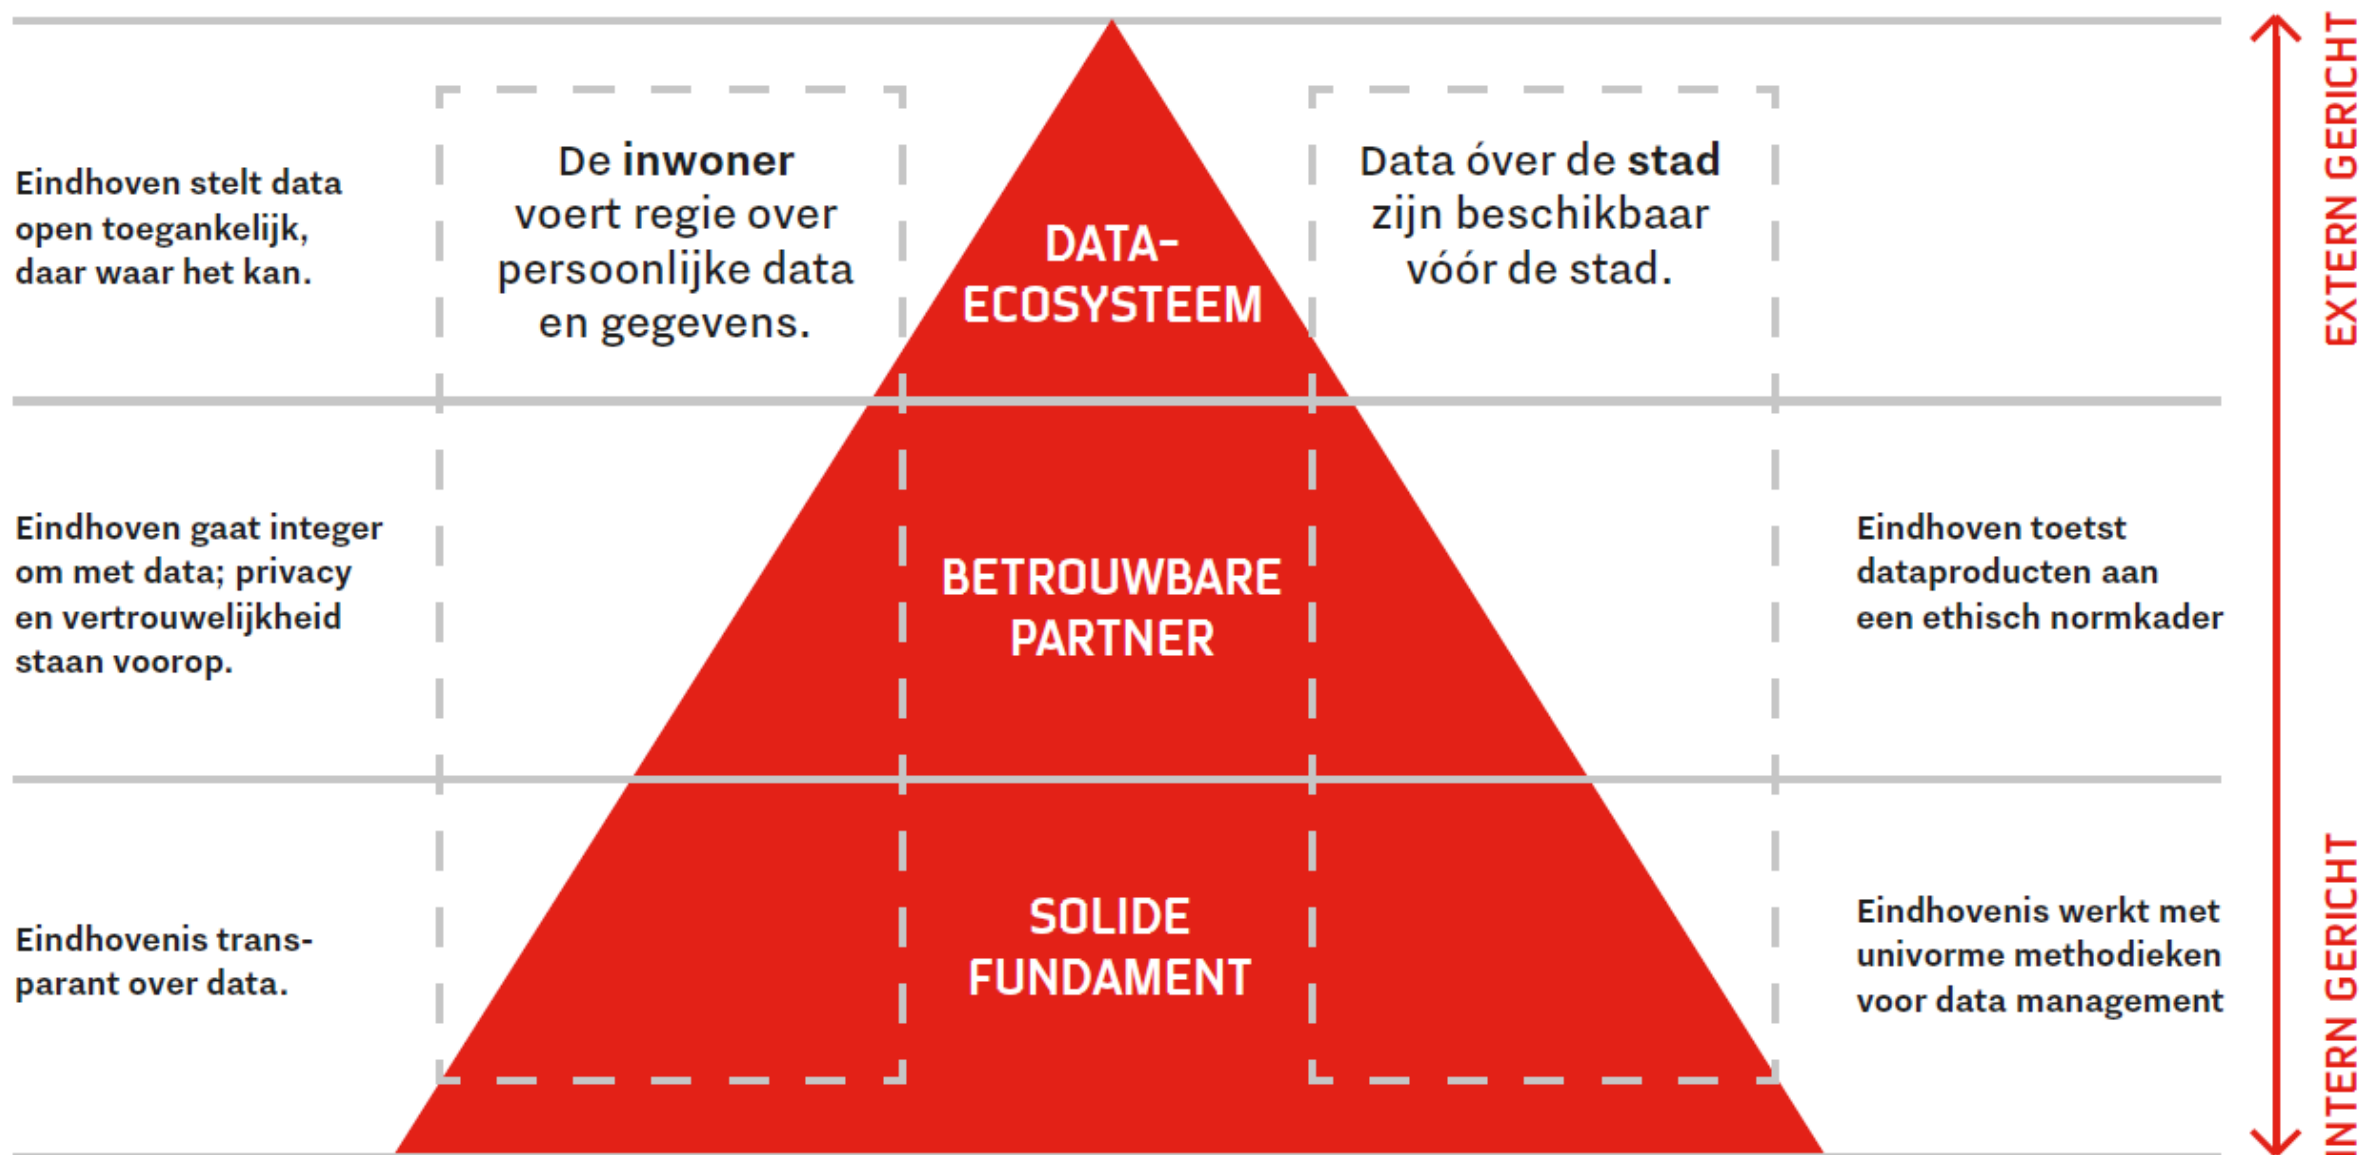 Eindhoven stelt data
open toegankelijk,
daar waar het kan.
De inwoner
voert regie over
persoonlijke data
en gegevens.
DATA-
ECOSYSTEEM
Data óver de stad
zijn beschikbaar
vóór de stad.
EXTERN GERICHT
Eindhoven gaat integer
om met data; privacy
en vertrouwelijkheid
staan voorop.
BETROUWBARE
PARTNER
Eindhoven toetst
dataproducten aan
een ethisch normkader
Eindhovenis trans-
parant over data.
SOLIDE
FUNDAMENT
Eindhovenis werkt met
univorme methodieken
voor data management
INTERN GERICHT